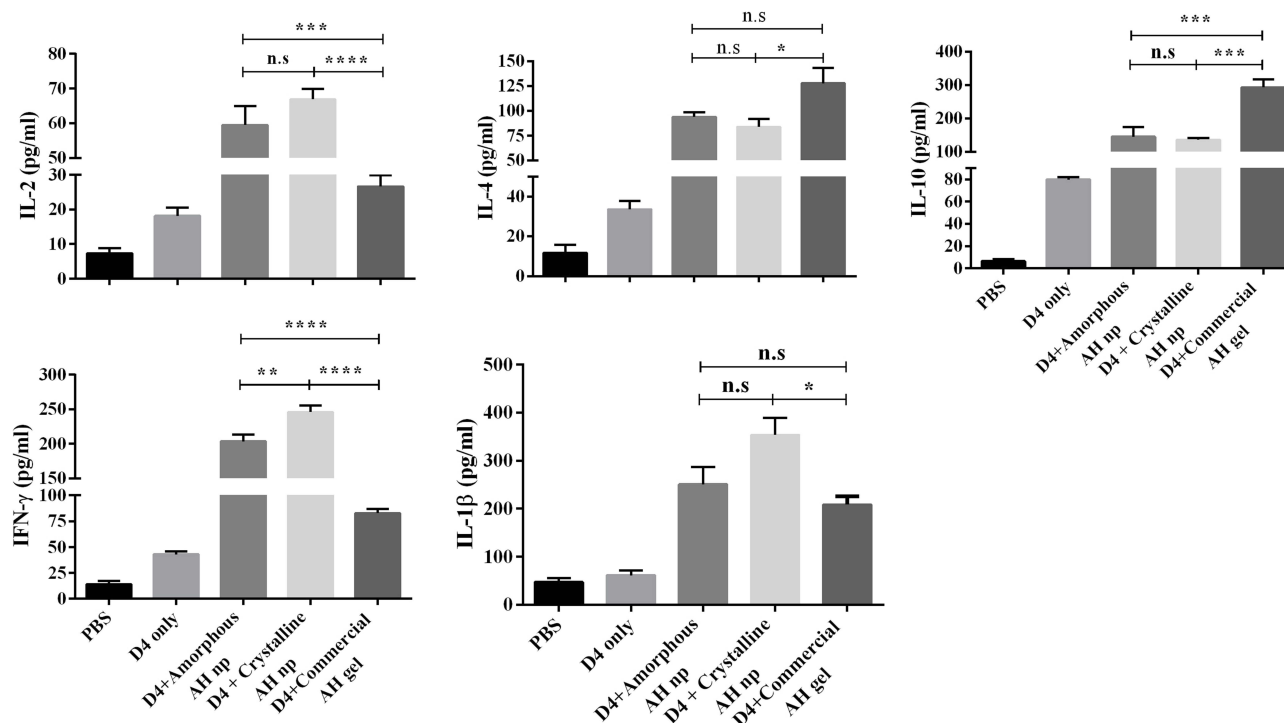 ***
n.s
****
IL-2 (pg/ml)
80
70
60
50
30
20
10
0
n.s
n.s
*
IL-4 (pg/ml)
150
125
100
75
50
40
20
0
***
n.s
***
IL-10 (pg/ml)
400
300
200
100
80
60
40
20
0
PBS
D4 only
D4+Amorphous
AH np
D4 + Crystalline
AH np
D4+Commercial
AH gel
****
**
****
IFN-γ (pg/ml)
300
250
200
150
100
75
50
25
0
PBS
D4 only
D4+Amorphous
AH np
D4 + Crystalline
AH np
D4+Commercial
AH gel
n.s
n.s
*
IL-1β (pg/ml)
500
400
300
200
100
0
PBS
D4 only
D4+Amorphous
AH np
D4 + Crystalline
AH np
D4+Commercial
AH gel